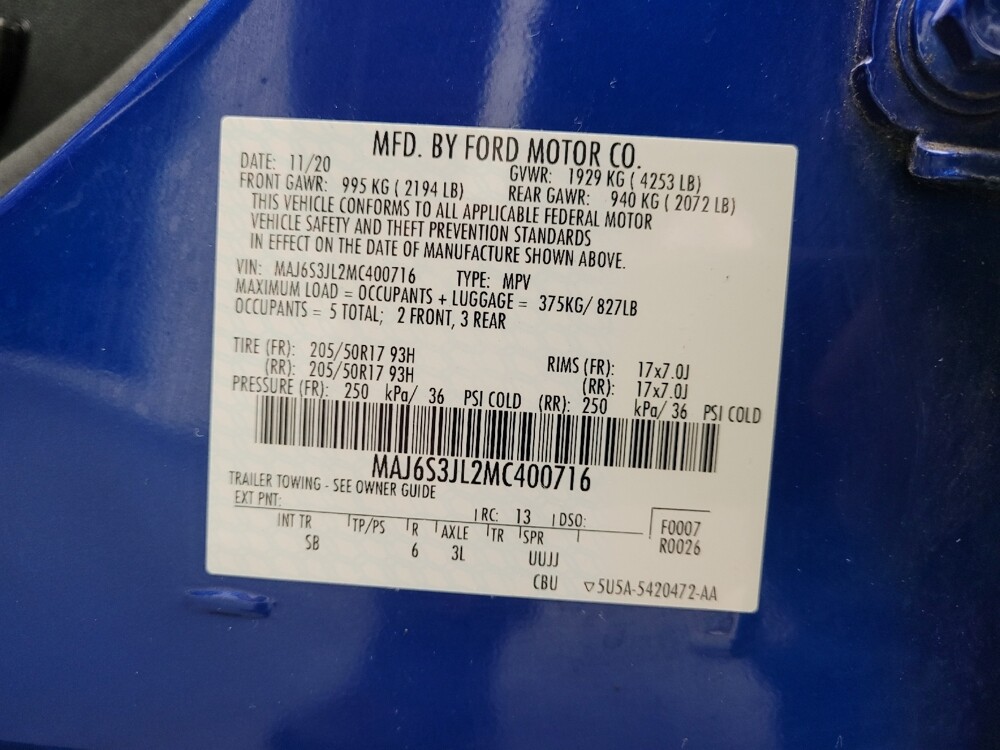 MFD. BY FORD MOTOR CO.
DATE: 11/20 GVWR: 1929 KG ( 4253 LB)
FRONT GAWR: 995 KG ( 2194 LB) REAR GAWR: 940 KG ( 2072 LB)
THIS VEHICLE CONFORMS TO ALL APPLICABLE FEDERAL MOTOR
VEHICLE SAFETY AND THEFT PREVENTION STANDARDS
IN EFFECT ON THE DATE OF MANUFACTURE SHOWN ABOVE.
VIN: MAJ6S3JL2MC400716 TYPE: MPV
MAXIMUM LOAD = OCCUPANTS + LUGGAGE = 375KG/ 827LB
OCCUPANTS = 5 TOTAL; 2 FRONT, 3 REAR
TIRE (FR): 205/50R17 93H RIMS (FR): 17x7.0J
(RR): 205/50R17 93H (RR): 17x7.0J
PRESSURE (FR): 250 kPa/ 36 PSI COLD (RR): 250 kPa/ 36 PSI COLD
MAJ6S3JL2MC400716
TRAILER TOWING - SEE OWNER GUIDE
EXT PNT: RC: 13 DSO: F0007
INT TR TP/PS R AXLE TR SPR R0026
SB 6 3L UUJJ
CBU ▽5U5A-5420472-AA